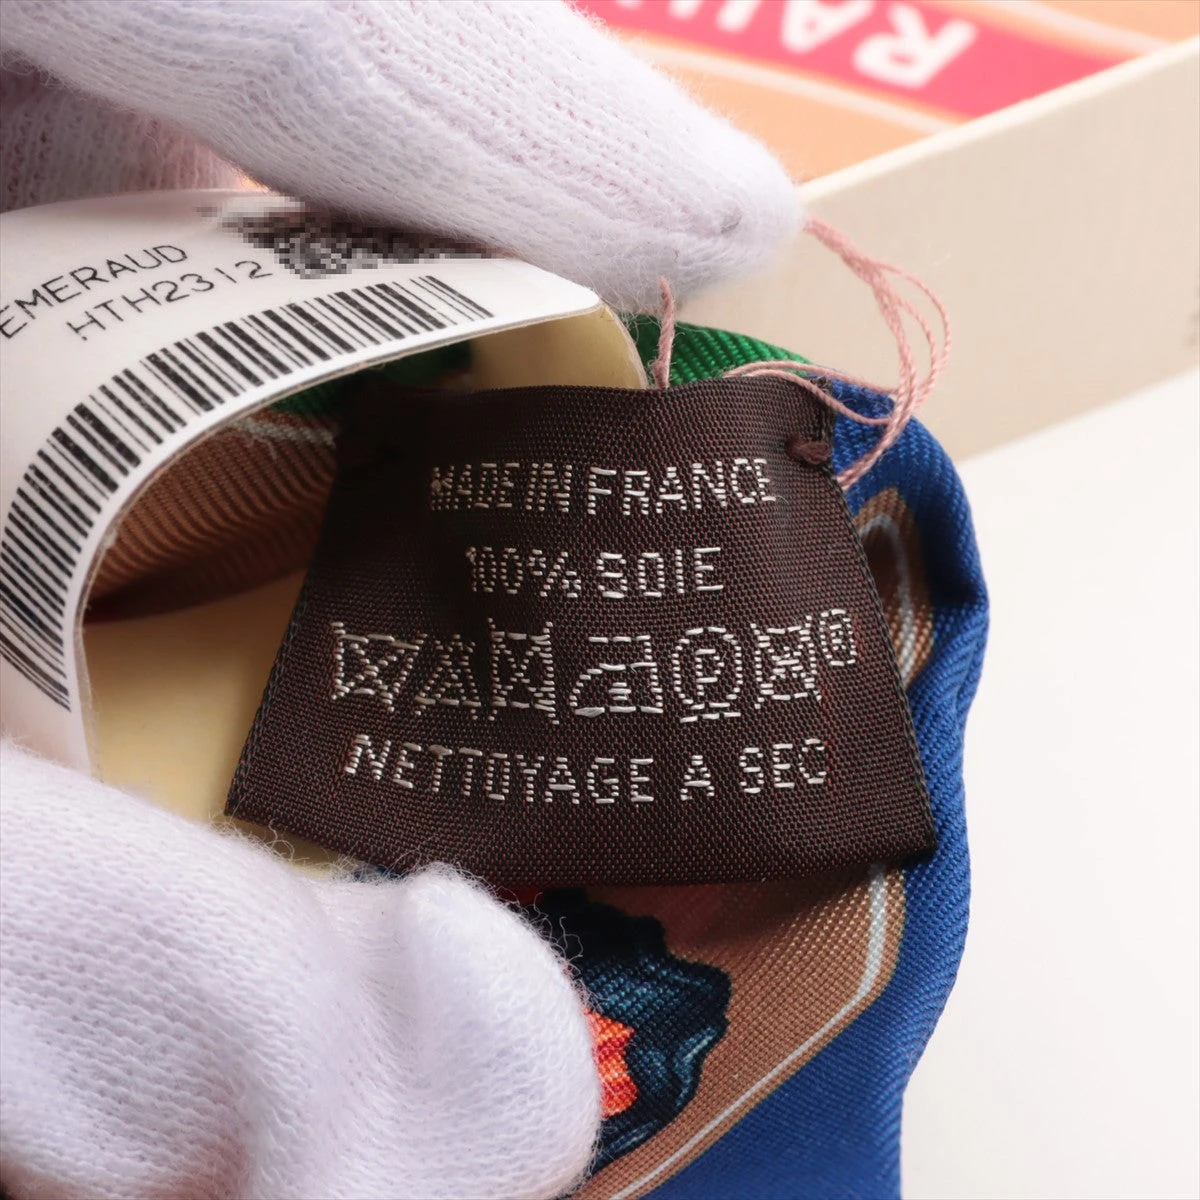 EMERAUD
HTH2312
MADE IN FRANCE
100% SOIE
P
P
NETTOYAGE A SEC